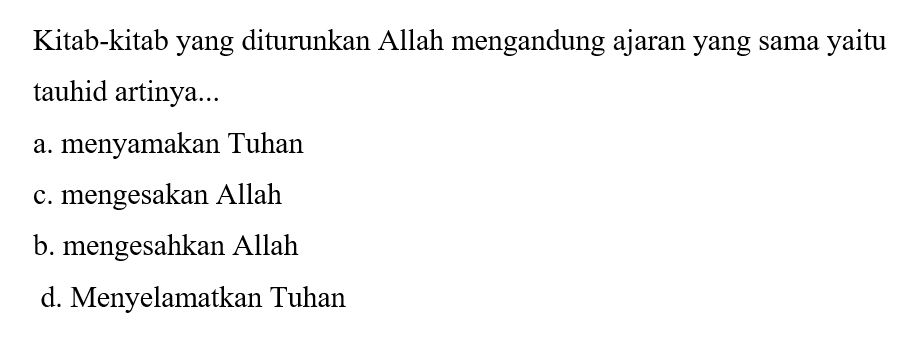 Kitab-kitab yang diturunkan Allah mengandung ajaran yang sama yaitu
tauhid artinya...
a. menyamakan Tuhan
c. mengesakan Allah
b. mengesahkan Allah
d. Menyelamatkan Tuhan